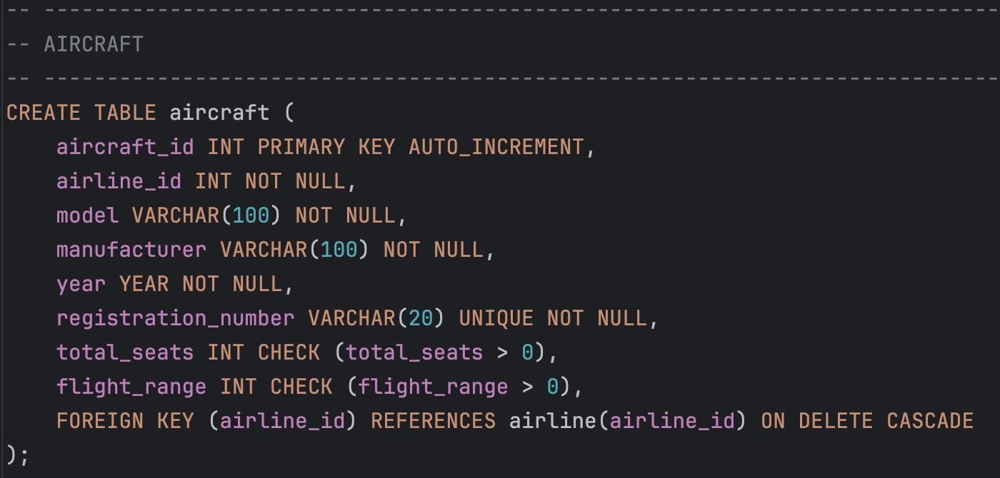 -- ----------------------------------------------------------------------------
-- AIRCRAFT
-- ----------------------------------------------------------------------------
CREATE TABLE aircraft (
    aircraft_id INT PRIMARY KEY AUTO_INCREMENT,
    airline_id INT NOT NULL,
    model VARCHAR(100) NOT NULL,
    manufacturer VARCHAR(100) NOT NULL,
    year YEAR NOT NULL,
    registration_number VARCHAR(20) UNIQUE NOT NULL,
    total_seats INT CHECK (total_seats > 0),
    flight_range INT CHECK (flight_range > 0),
    FOREIGN KEY (airline_id) REFERENCES airline(airline_id) ON DELETE CASCADE
);